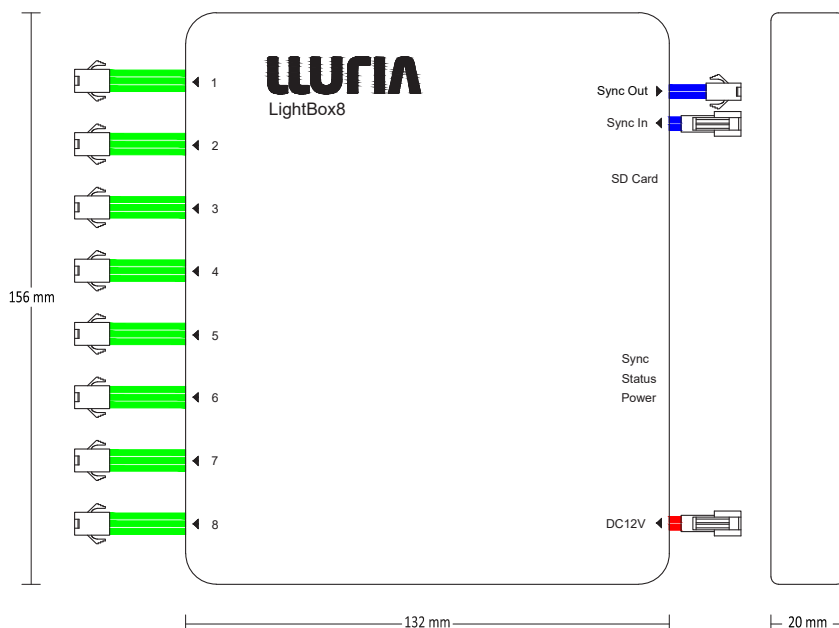 LLURIA
LightBox8
1
2
3
4
5
6
7
8
Sync Out
Sync In
SD Card
Sync
Status
Power
DC12V
156 mm
132 mm
20 mm